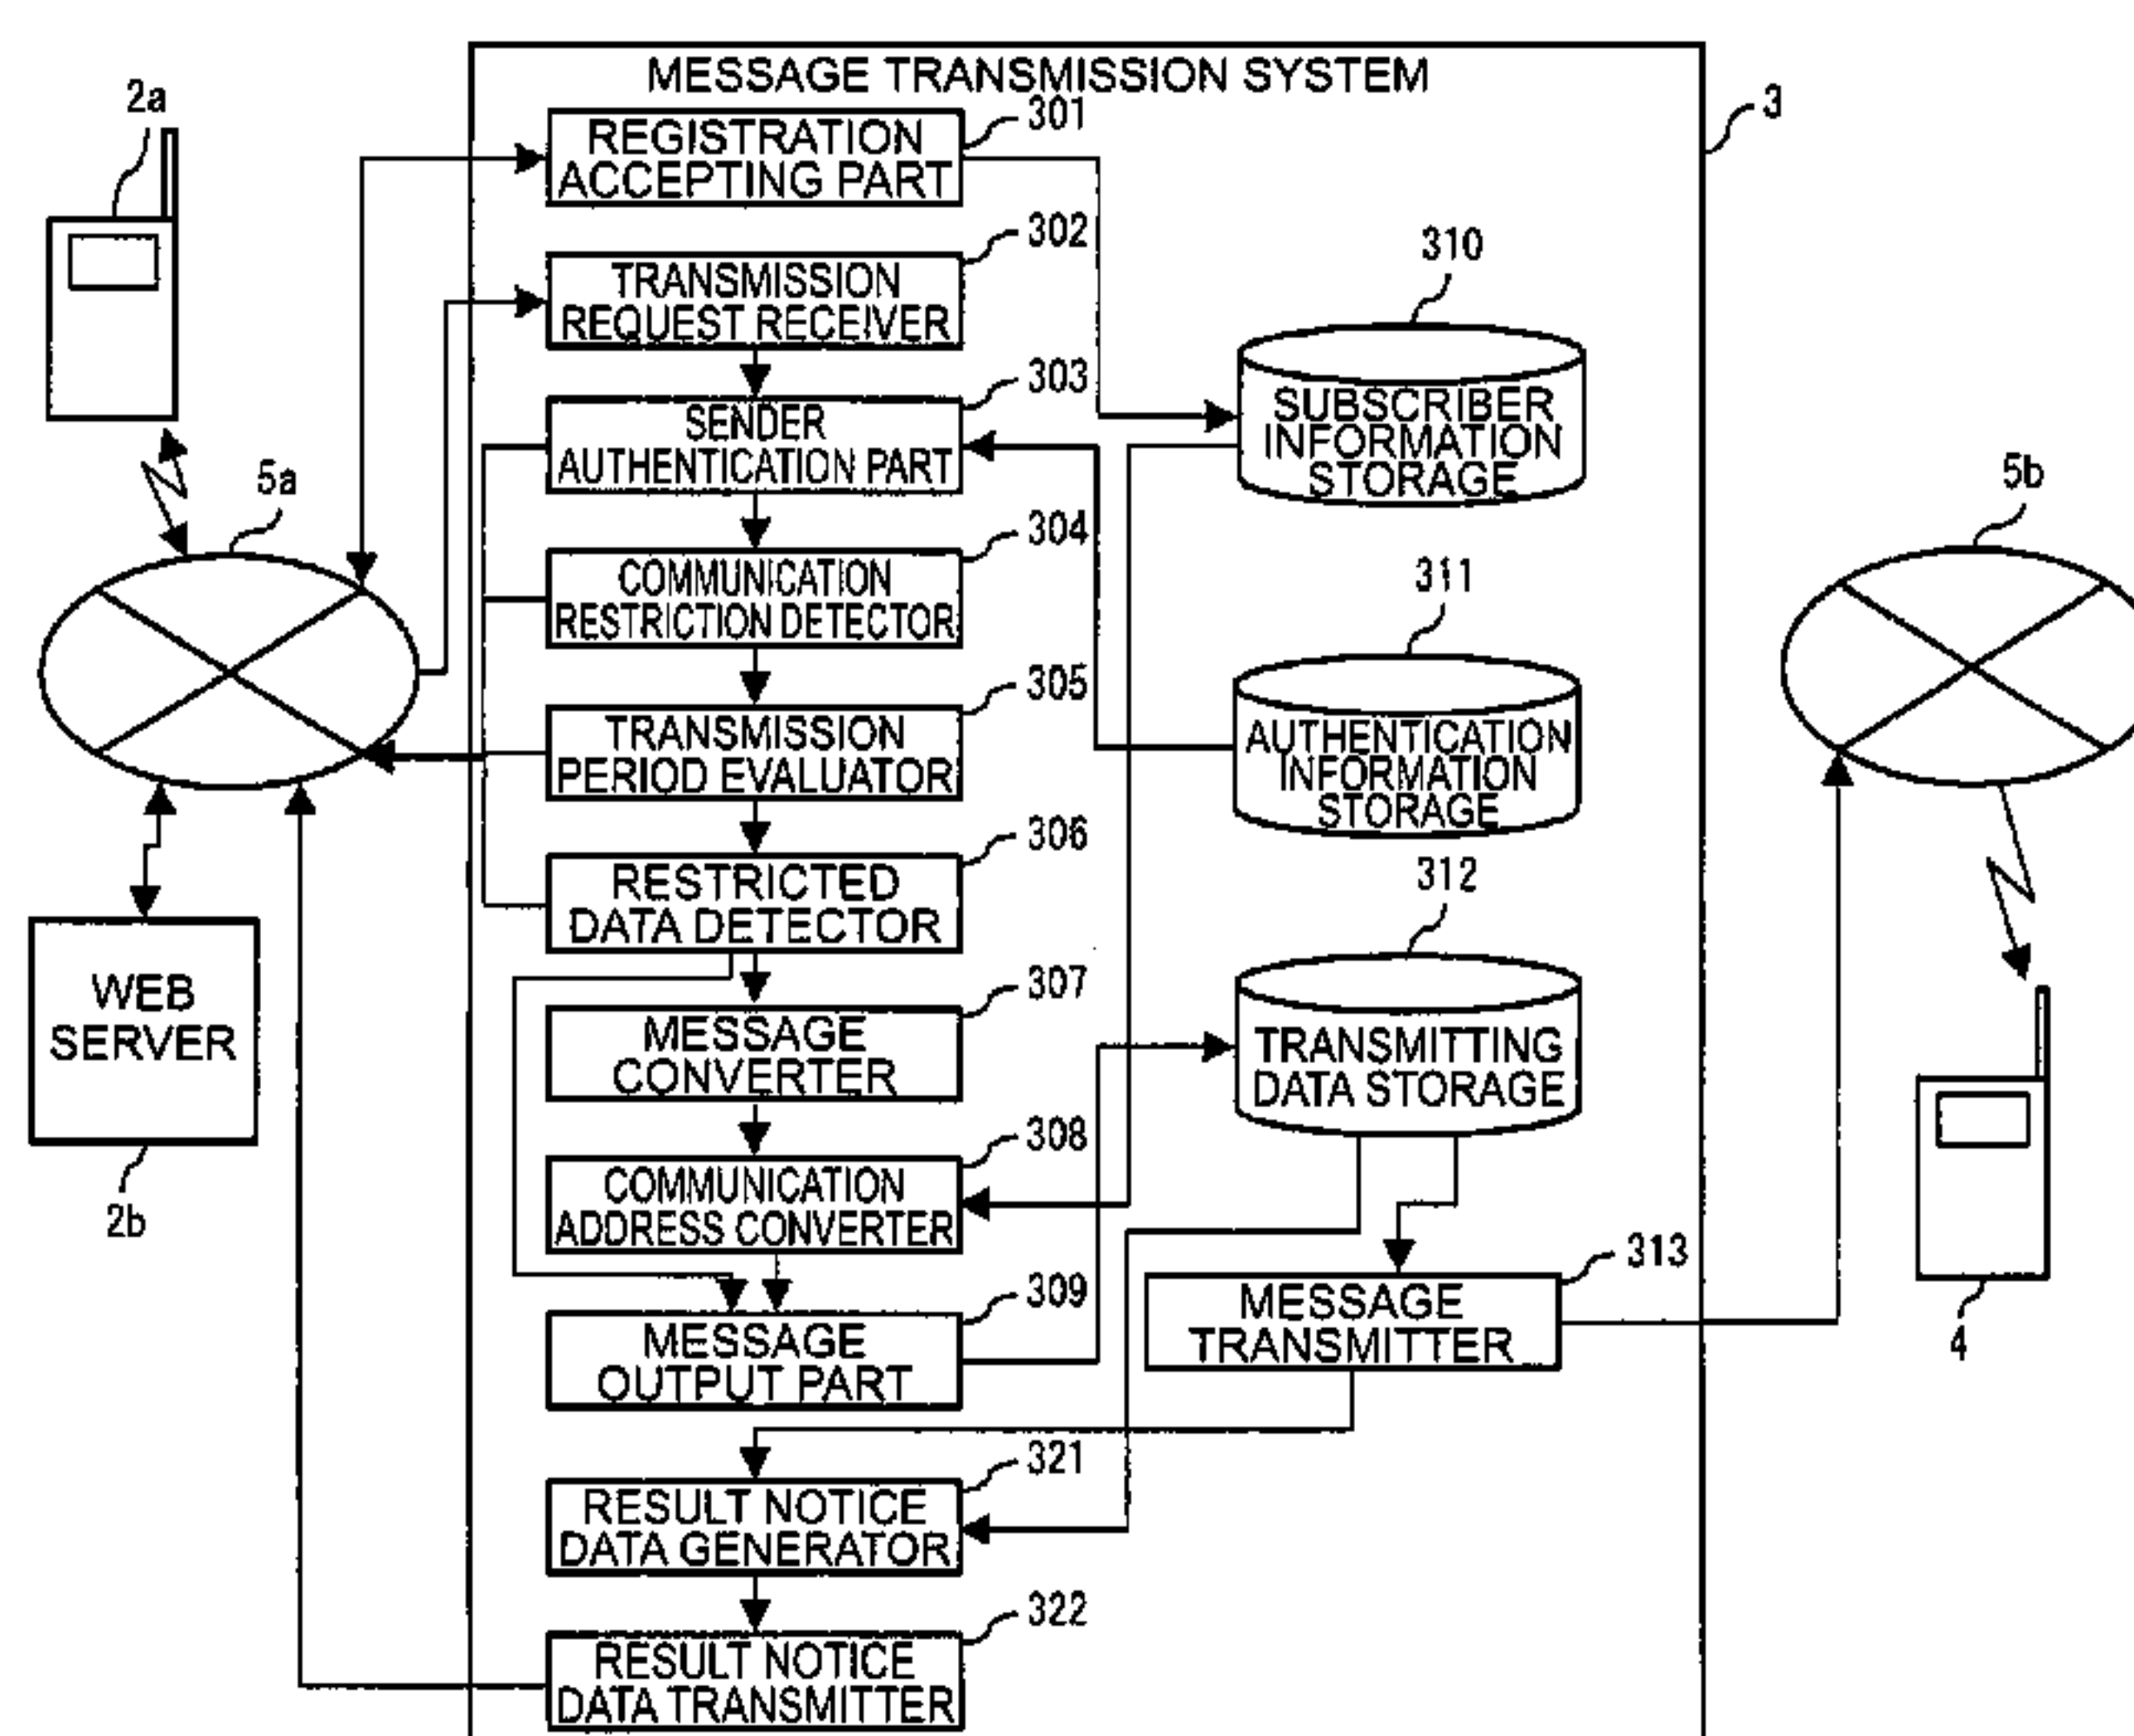 MESSAGE TRANSMISSION SYSTEM
3
2a
301
REGISTRATION
ACCEPTING PART
302
TRANSMISSION
REQUEST RECEIVER
310
SUBSCRIBER
INFORMATION
STORAGE
303
SENDER
AUTHENTICATION PART
5a
5b
304
COMMUNICATION
RESTRICTION DETECTOR
311
AUTHENTICATION
INFORMATION
STORAGE
305
TRANSMISSION
PERIOD EVALUATOR
306
RESTRICTED
DATA DETECTOR
312
TRANSMITTING
DATA STORAGE
WEB
SERVER
2b
307
MESSAGE
CONVERTER
308
COMMUNICATION
ADDRESS CONVERTER
313
MESSAGE
TRANSMITTER
4
309
MESSAGE
OUTPUT PART
321
RESULT NOTICE
DATA GENERATOR
322
RESULT NOTICE
DATA TRANSMITTER